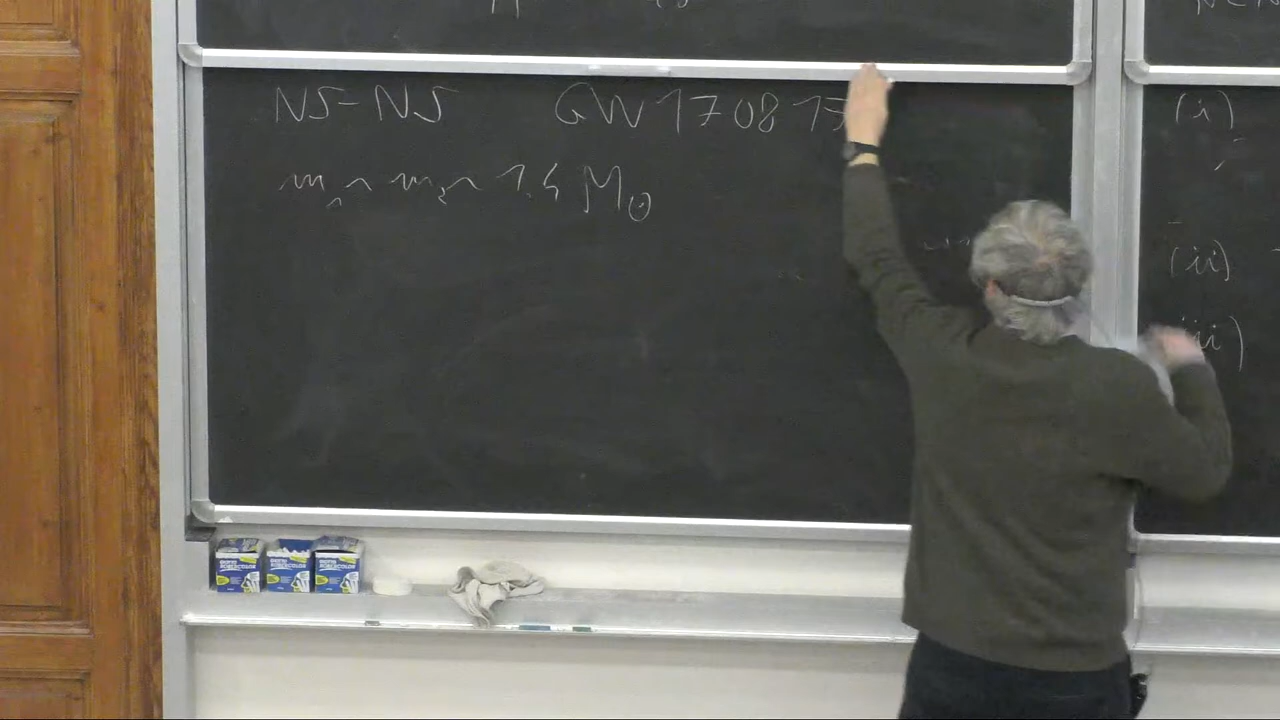 NS-NS GW170817
m₁ ~ m₂ ~ 1.4 M⊙
(i)
(ii)
(iii)